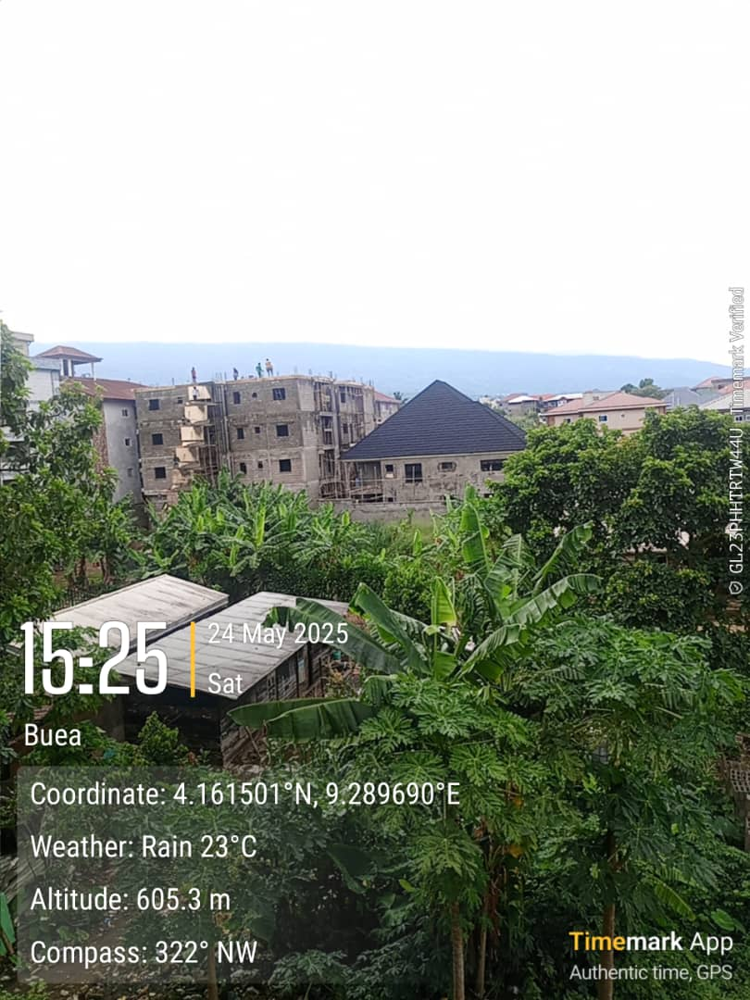 15:25
24 May 2025
Sat
Buea
Coordinate: 4.161501°N, 9.289690°E
Weather: Rain 23°C
Altitude: 605.3 m
Compass: 322° NW
Timemark App
Authentic time, GPS
GL23PHHTRTW44U Timemark Verified